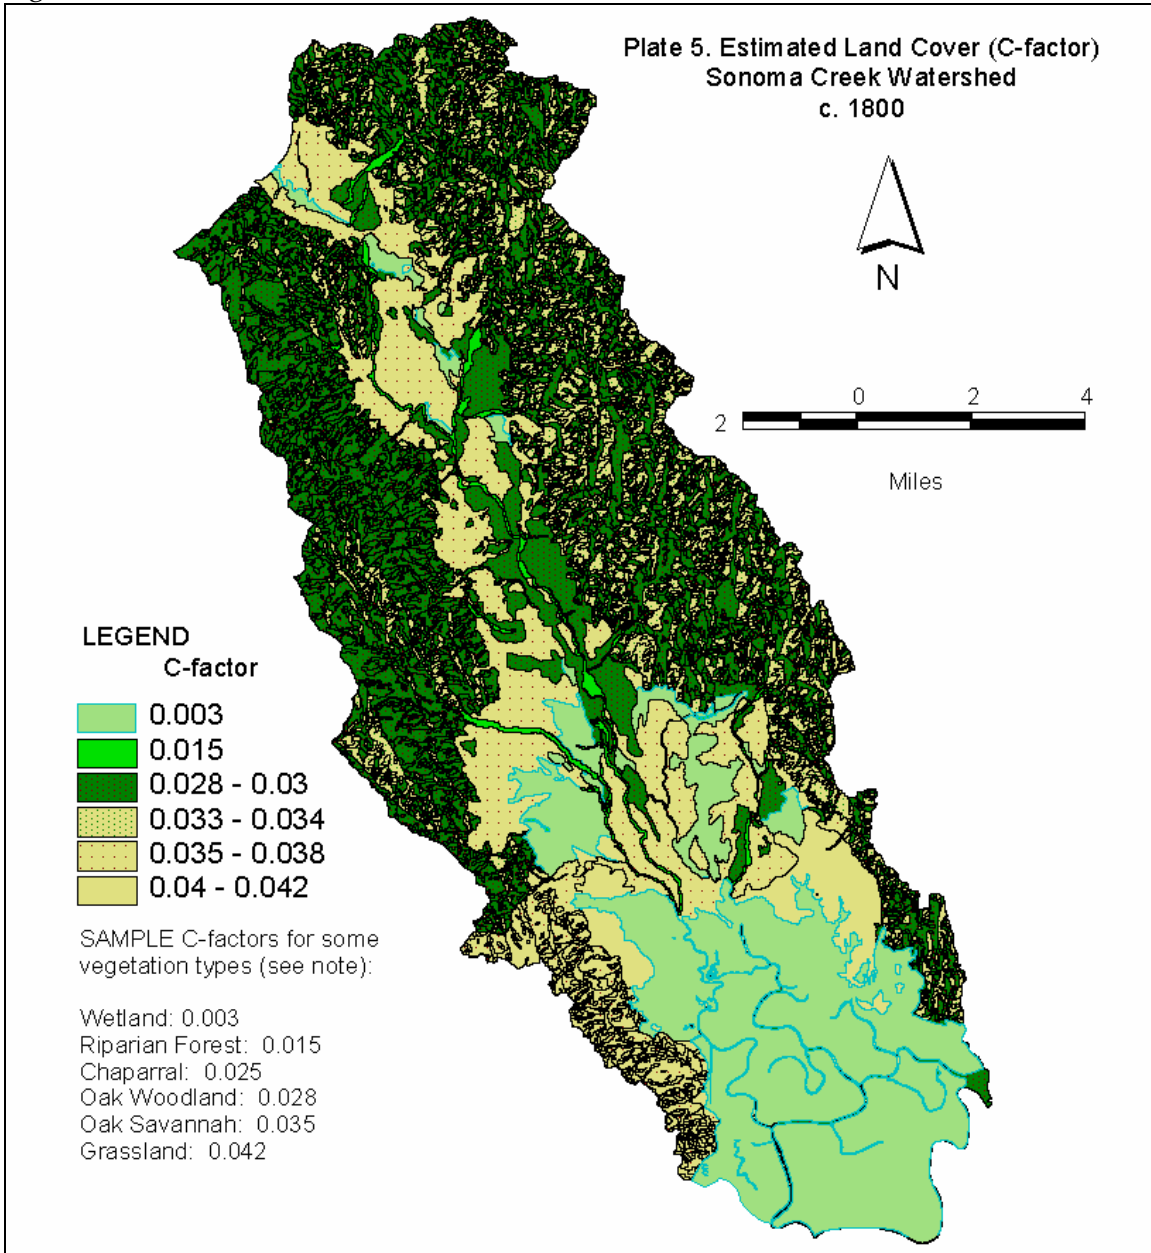 Plate 5. Estimated Land Cover (C-factor)
Sonoma Creek Watershed
c. 1800
N
0 2 4
2
Miles
LEGEND
C-factor
0.003
0.015
0.028 - 0.03
0.033 - 0.034
0.035 - 0.038
0.04 - 0.042
SAMPLE C-factors for some
vegetation types (see note):
Wetland: 0.003
Riparian Forest: 0.015
Chaparral: 0.025
Oak Woodland: 0.028
Oak Savannah: 0.035
Grassland: 0.042